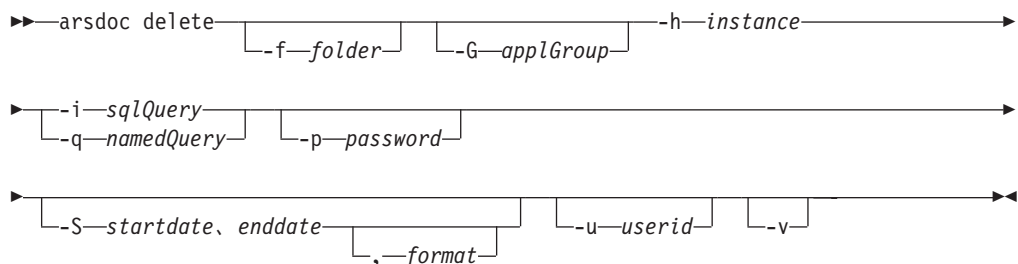 arsdoc delete -h instance
-f folder -G applGroup
-i sqlQuery
-q namedQuery -p password
-S startdate、enddate -u userid -v
, format